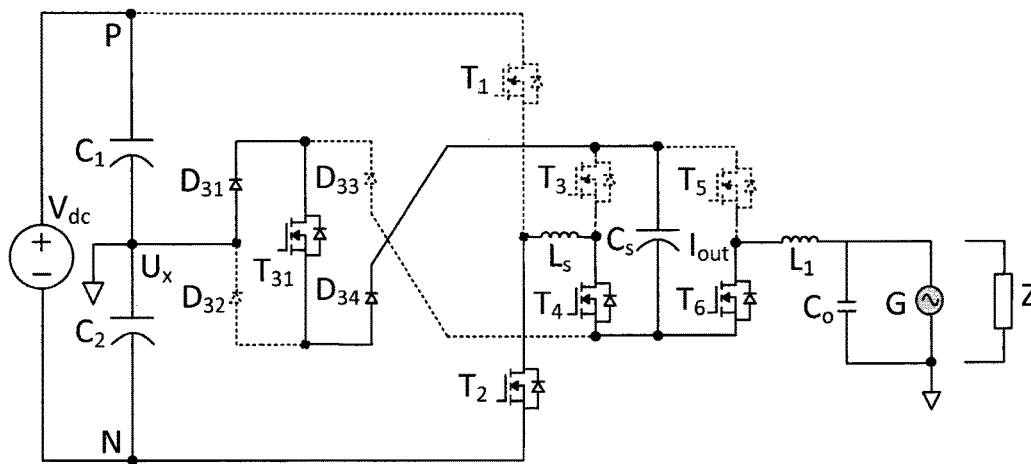 P
T1
C1
D31
D33
T3
T5
Vdc
+
−
Ux
T31
Cs
Iout
Ls
L1
D32
D34
T4
T6
Co
G
Z
C2
T2
N